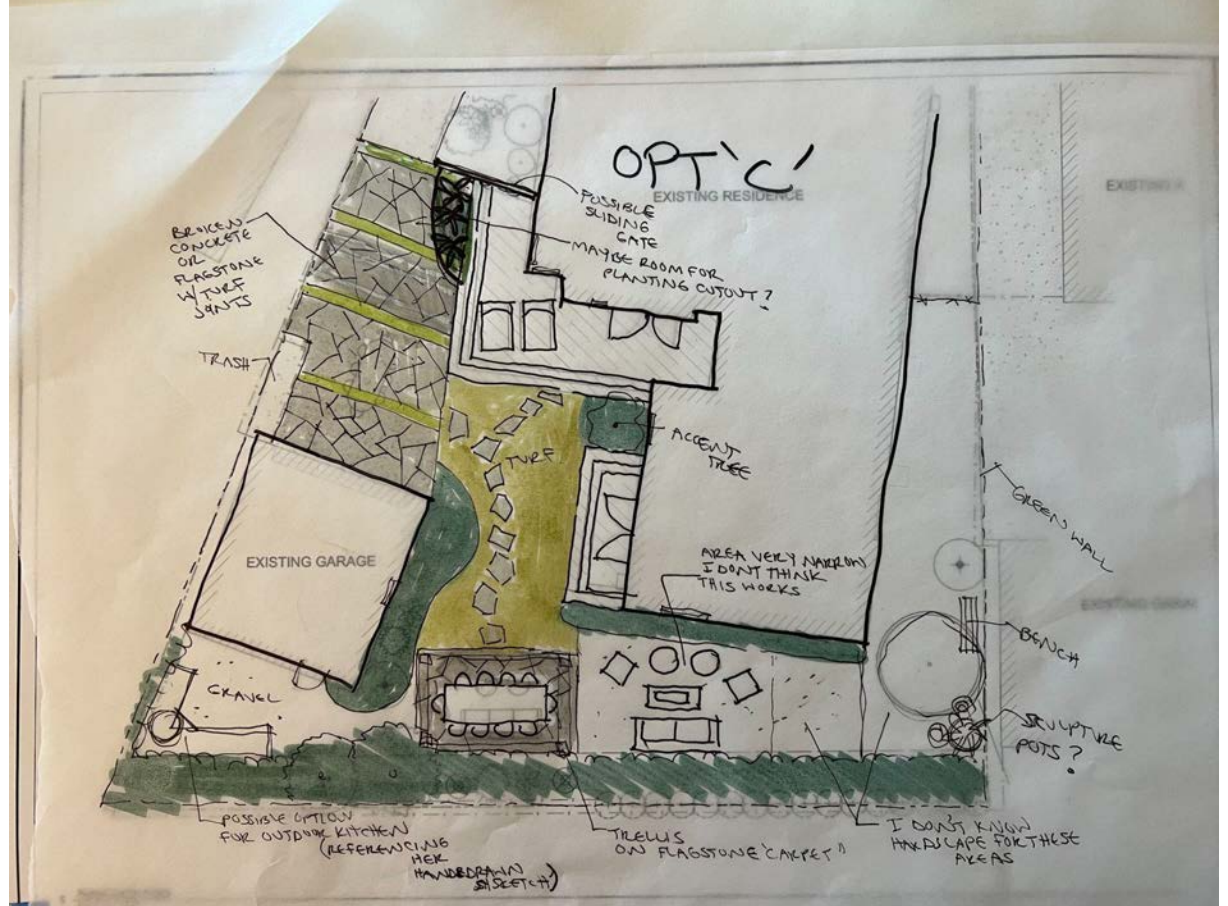 OPT 'C'
EXISTING RESIDENCE
POSSIBLE
SLIDING
GATE
MAYBE ROOM FOR
PLANTING CUTOUT ?
BROKEN
CONCRETE
OR
FLAGSTONE
W/TURF
JOINTS
TRASH
TURF
ACCENT
TREE
GREEN WALL
EXISTING GARAGE
AREA VERY NARROW
I DONT THINK
THIS WORKS
BENCH
GRAVEL
SCULPTURE
POTS ?
POSSIBLE OPTION
FOR OUTDOOR KITCHEN
(REFERENCING
HER
HANDDRAWN
SKETCH)
TRELLIS
ON FLAGSTONE "CARPET"
I DON'T KNOW
HARDSCAPE FOR THESE
AREAS
EXISTING